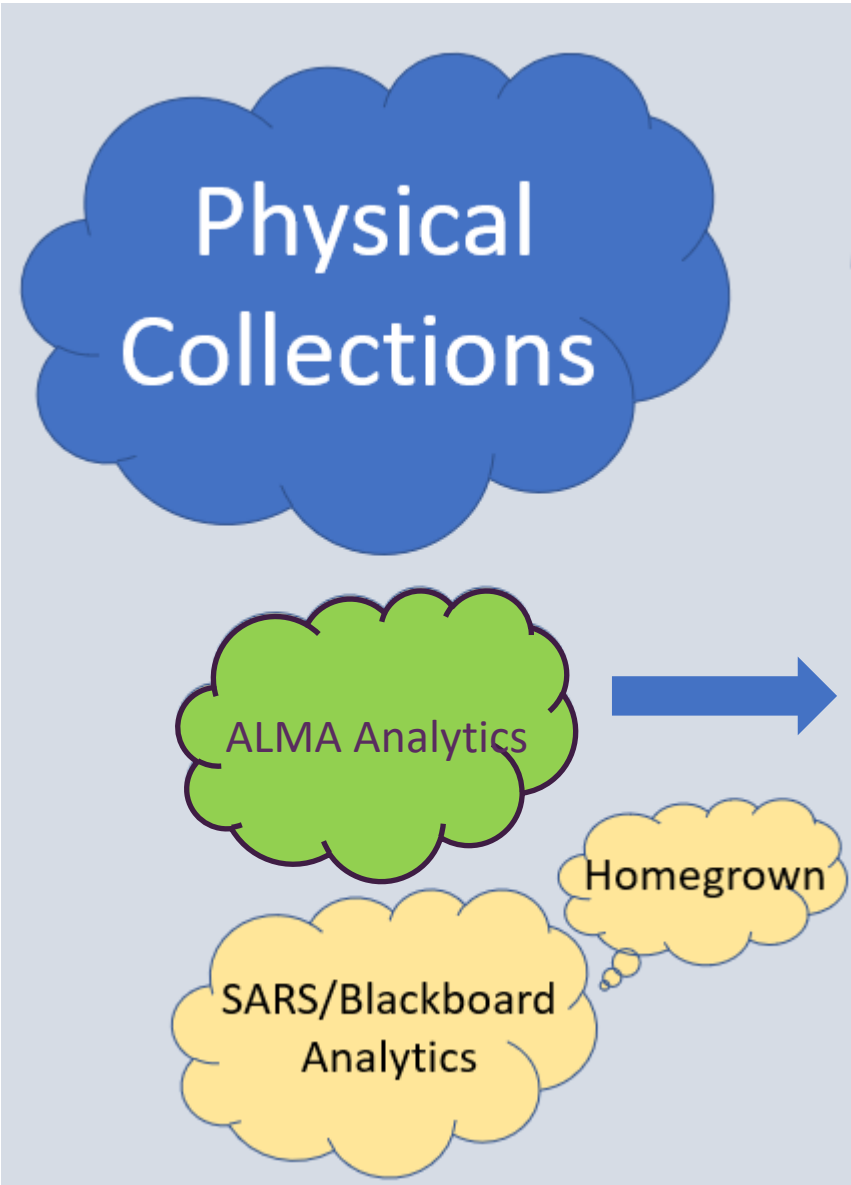 Physical
Collections
ALMA Analytics
Homegrown
SARS/Blackboard
Analytics